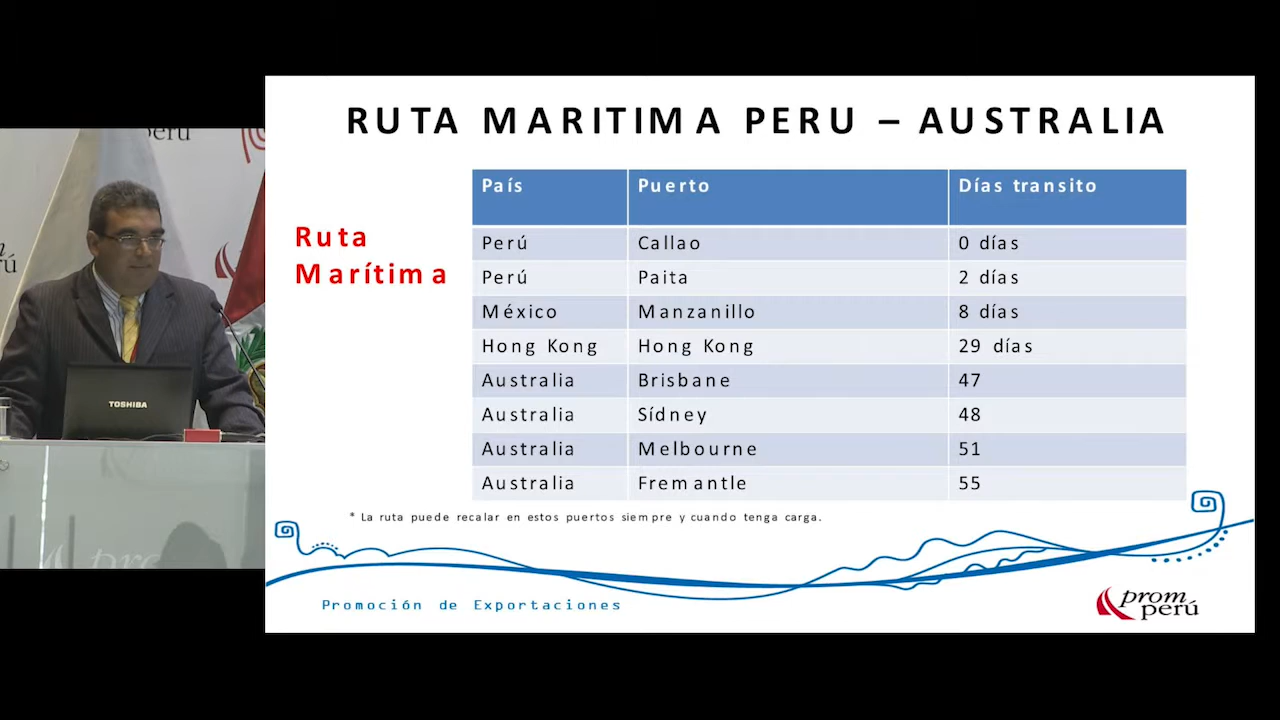 RUTA MARITIMA PERU – AUSTRALIA
Ruta
Marítima
País Puerto Días transito
Perú Callao 0 días
Perú Paita 2 días
México Manzanillo 8 días
Hong Kong Hong Kong 29 días
Australia Brisbane 47
Australia Sídney 48
Australia Melbourne 51
Australia Fremantle 55
* La ruta puede recalar en estos puertos siempre y cuando tenga carga.
Promoción de Exportaciones
prom
perú
perú
TOSHIBA